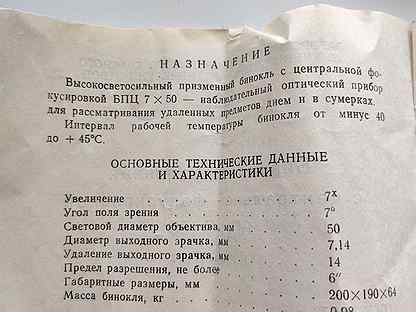 НАЗНАЧЕНИЕ
Высокосветосильный призменный бинокль с центральной фо-
кусировкой БПЦ 7×50 — наблюдательный оптический прибор
для рассматривания удаленных предметов днем и в сумерках.
Интервал рабочей температуры бинокля от минус 40
до + 45°С.
ОСНОВНЫЕ ТЕХНИЧЕСКИЕ ДАННЫЕ
И ХАРАКТЕРИСТИКИ
Увеличение . . . . . . . . . . . 7ˣ
Угол поля зрения . . . . . . . . . . 7°
Световой диаметр объектива, мм . . . . . . 50
Диаметр выходного зрачка, мм . . . . . . 7,14
Удаление выходного зрачка, мм . . . . . . 14
Предел разрешения, не более . . . . . . 6″
Габаритные размеры, мм . . . . . . 200×190×64
Масса бинокля, кг . . . . . . 0,98